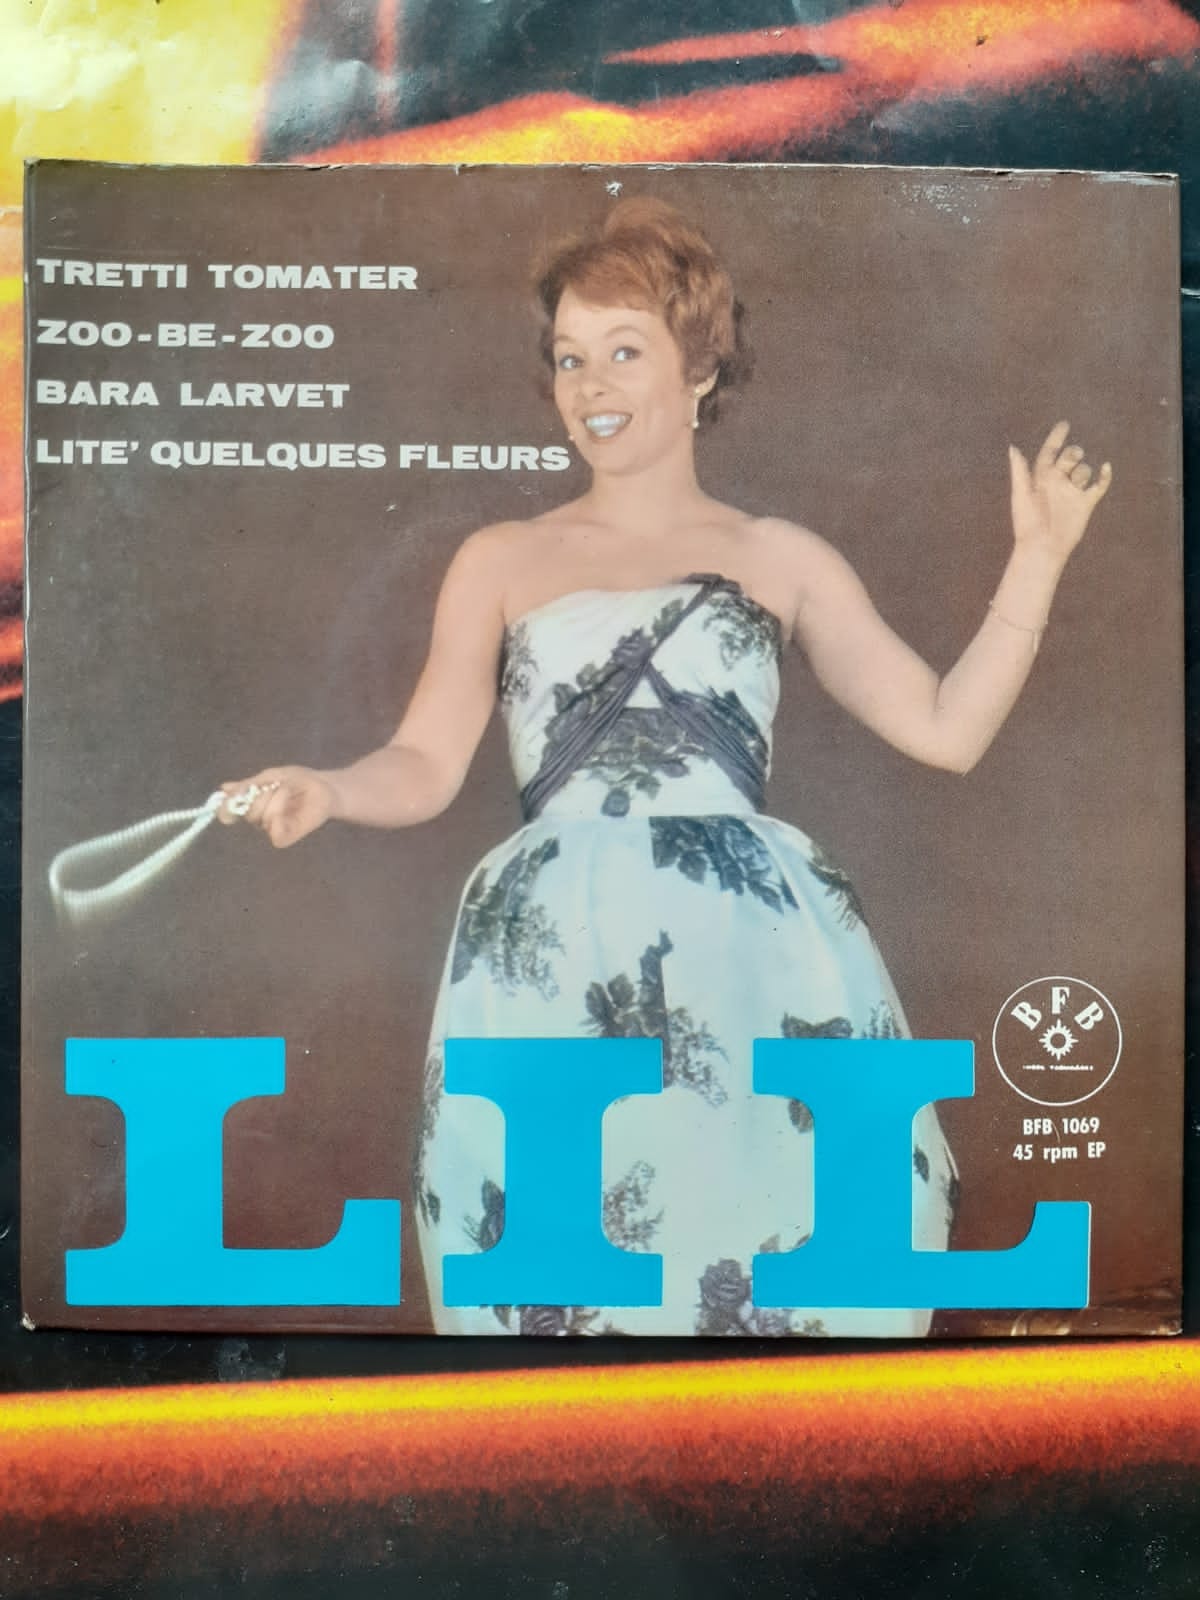 TRETTI TOMATER
ZOO-BE-ZOO
BARA LARVET
LITE' QUELQUES FLEURS
LIL
BFB
BFB 1069
45 rpm EP